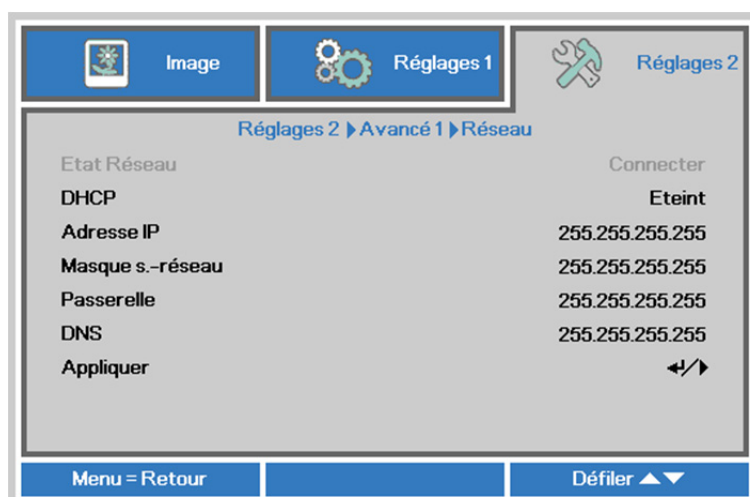 Image
Réglages 1
Réglages 2
Réglages 2 ▶ Avancé 1 ▶ Réseau
Etat Réseau Connecter
DHCP Eteint
Adresse IP 255.255.255.255
Masque s.-réseau 255.255.255.255
Passerelle 255.255.255.255
DNS 255.255.255.255
Appliquer ↵/▶
Menu = Retour
Défiler ▲▼